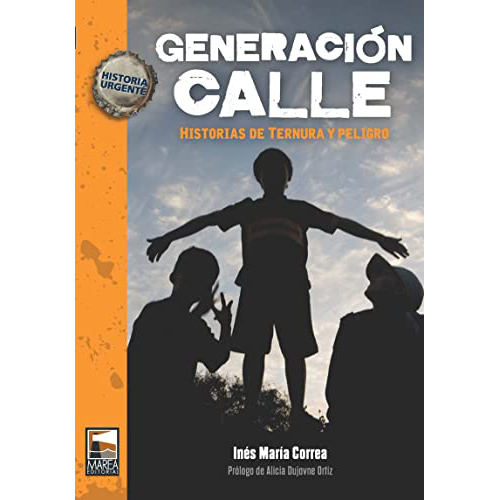 GENERACIÓN
CALLE
HISTORIAS DE TERNURA Y PELIGRO
HISTORIA
URGENTE
Inés María Correa
Prólogo de Alicia Dujovne Ortiz
MAREA
EDITORIAL